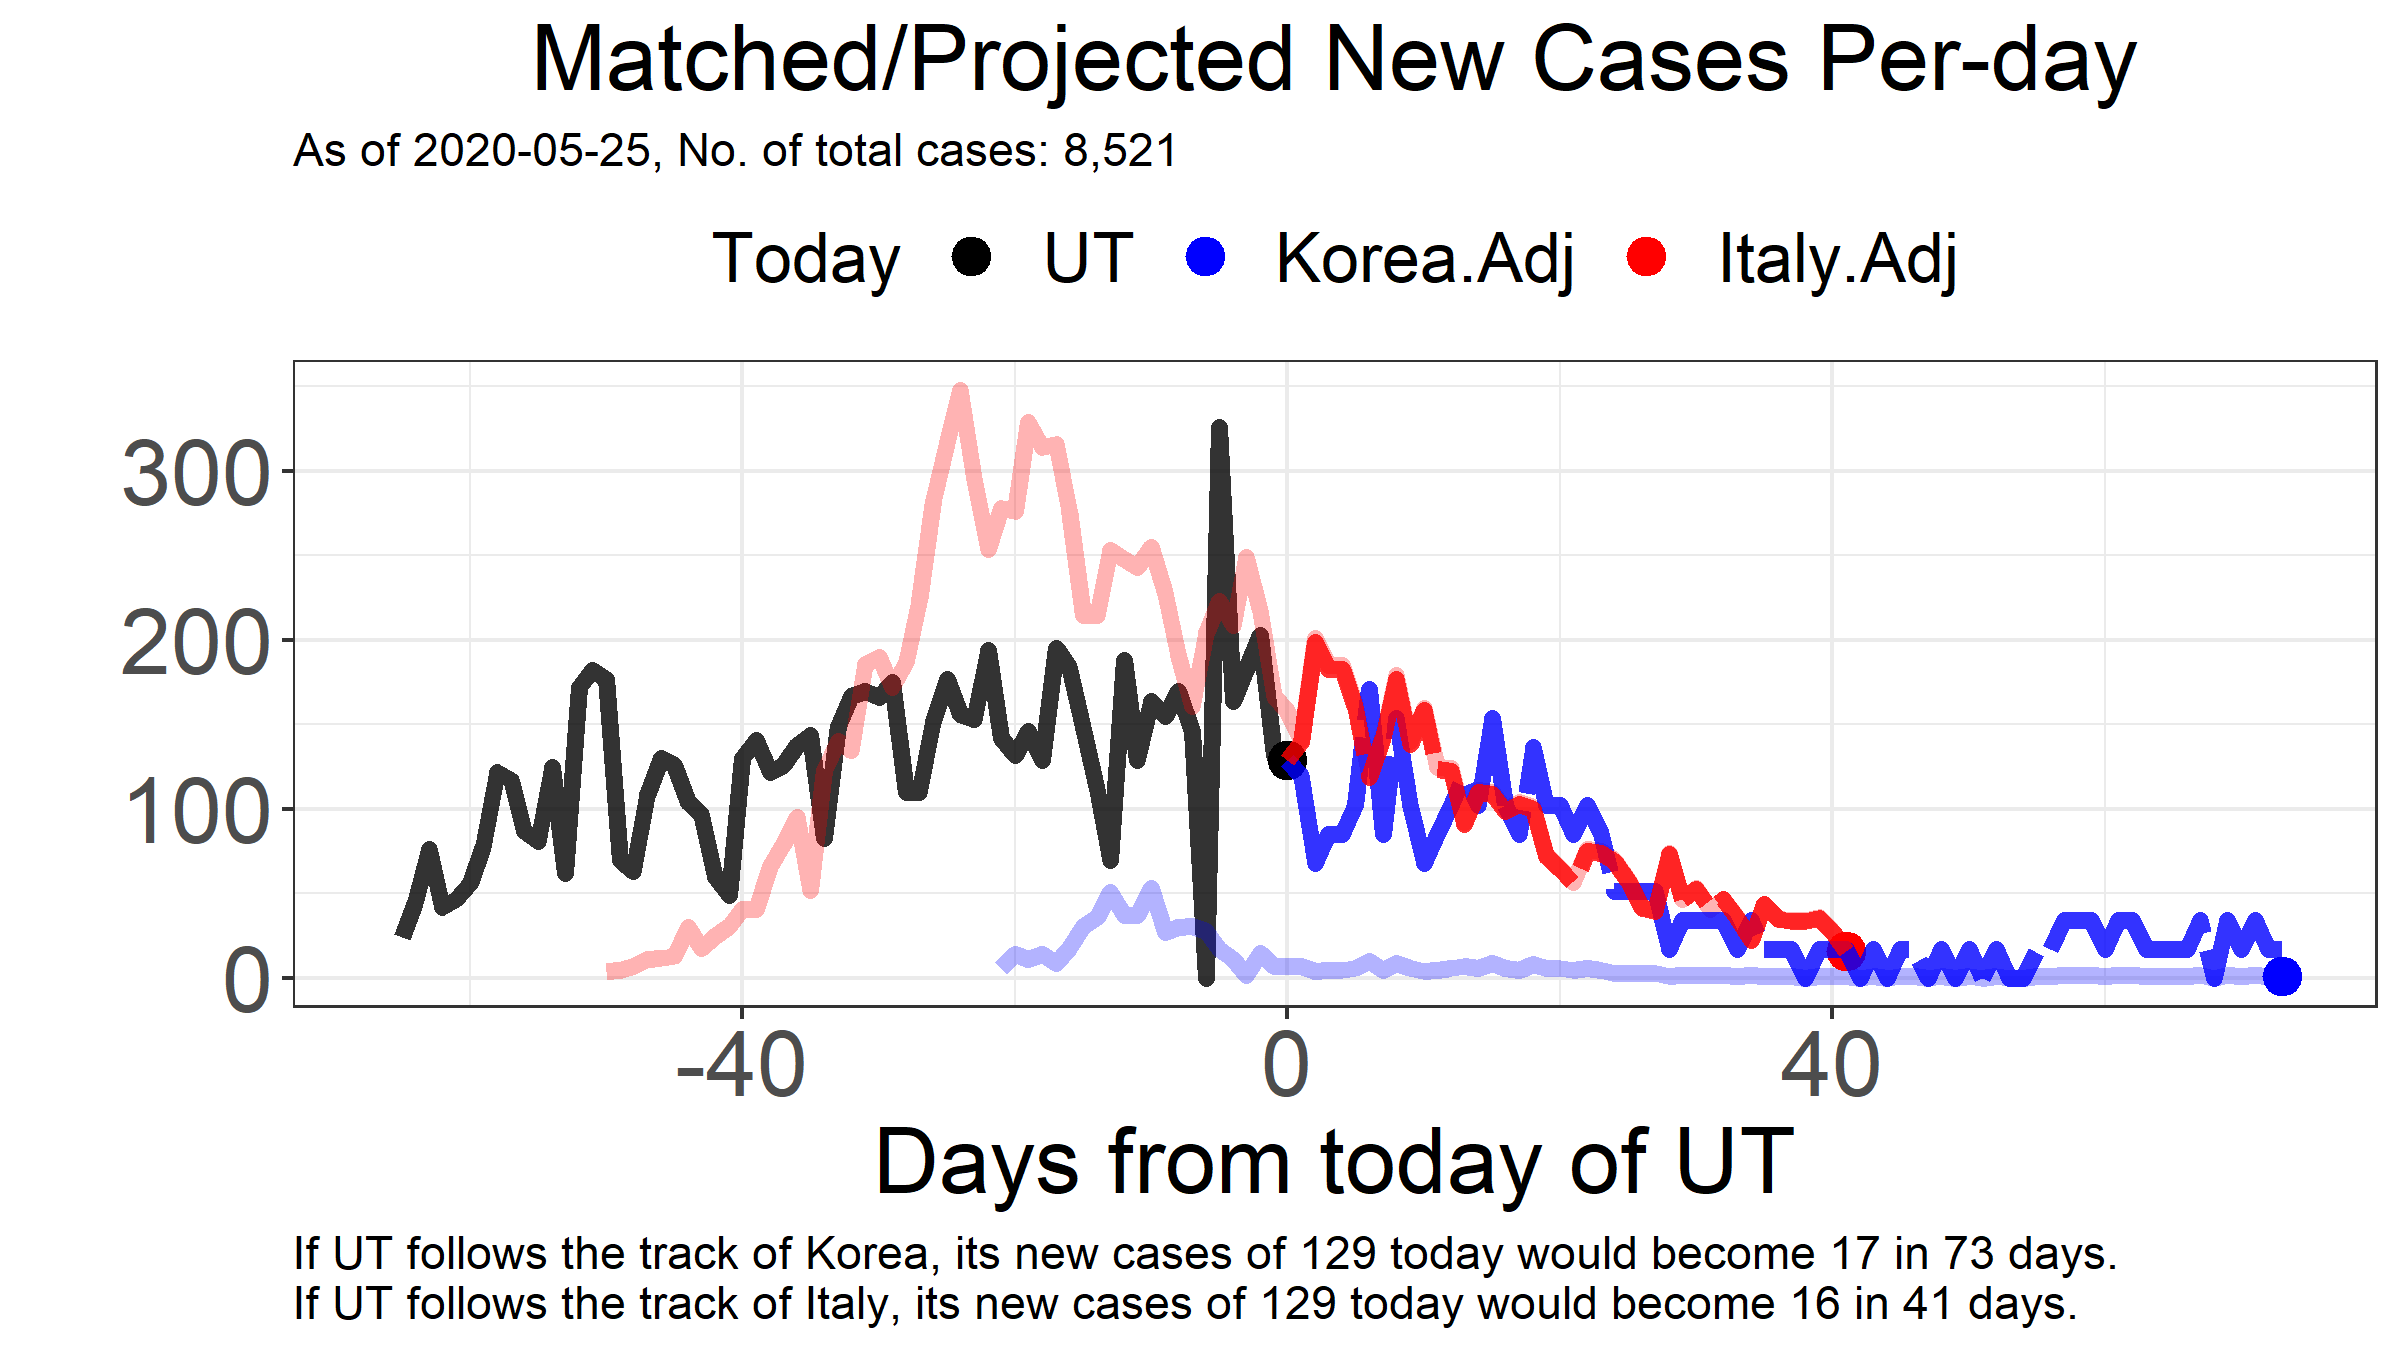 Matched/Projected New Cases Per-day
As of 2020-05-25, No. of total cases: 8,521
Today UT Korea.Adj Italy.Adj
300
200
100
0
-40 0 40
Days from today of UT
If UT follows the track of Korea, its new cases of 129 today would become 17 in 73 days.
If UT follows the track of Italy, its new cases of 129 today would become 16 in 41 days.